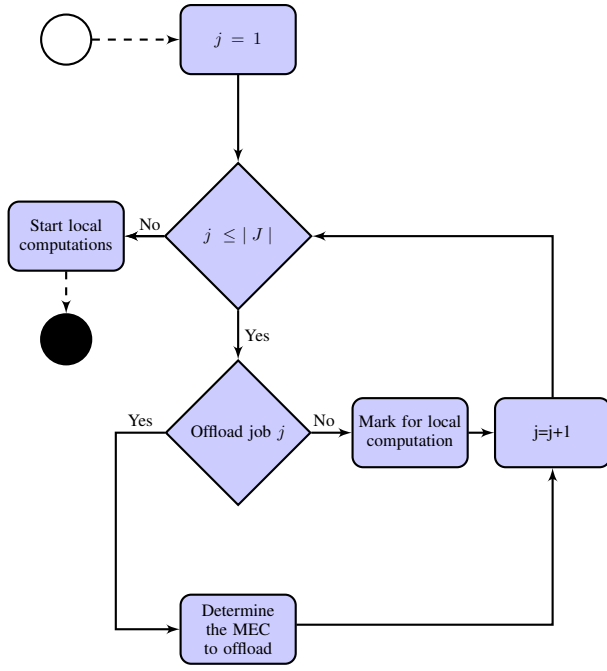 j = 1
Start local
computations
No
j ≤ | J |
Yes
Yes
Offload job j
No
Mark for local
computation
j=j+1
Determine
the MEC
to offload